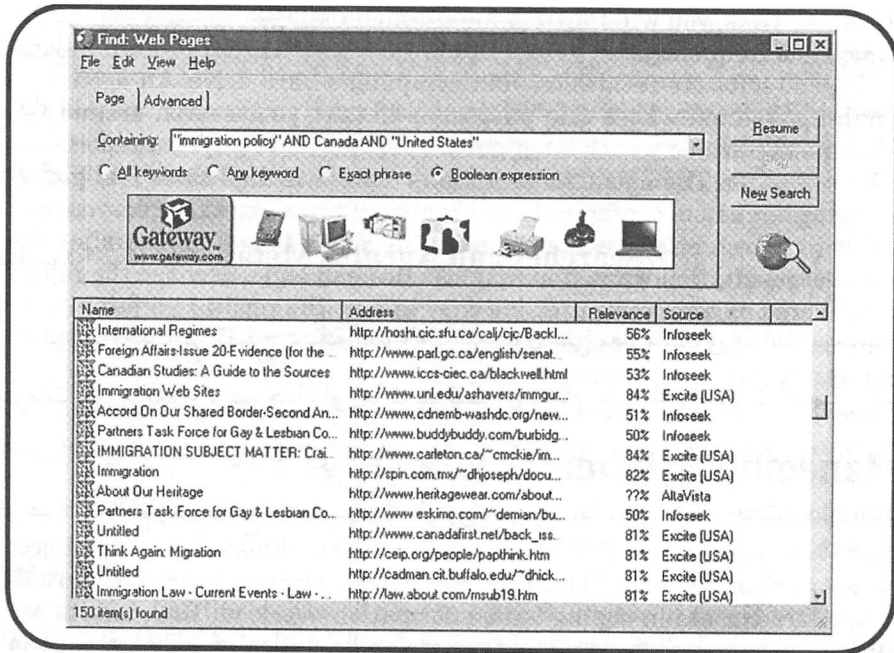 Find: Web Pages
File Edit View Help
Page Advanced
Containing: "immigration policy" AND Canada AND "United States"
Resume
All keywords Any keyword Exact phrase Boolean expression
New Search
Gateway
www.gateway.com
Name Address Relevance Source
International Regimes http://hoshi.cic.sfu.ca/calj/cjc/Backl... 56% Infoseek
Foreign Affairs-Issue 20-Evidence (for the ... http://www.parl.gc.ca/english/senat... 55% Infoseek
Canadian Studies: A Guide to the Sources http://www.iccs-ciec.ca/blackwell.html 53% Infoseek
Immigration Web Sites http://www.unl.edu/ashavers/immgur... 84% Excite (USA)
Accord On Our Shared Border-Second An... http://www.cdnemb-washdc.org/new... 51% Infoseek
Partners Task Force for Gay & Lesbian Co... http://www.buddybuddy.com/burbidg... 50% Infoseek
IMMIGRATION SUBJECT MATTER: Crai... http://www.carleton.ca/~cmckie/im... 84% Excite (USA)
Immigration http://spin.com.mx/~dhjoseph/docu... 82% Excite (USA)
About Our Heritage http://www.heritagewear.com/about... ??% AltaVista
Partners Task Force for Gay & Lesbian Co... http://www.eskimo.com/~demian/bu... 50% Infoseek
Untitled http://www.canadafirst.net/back_iss... 81% Excite (USA)
Think Again: Migration http://ceip.org/people/papthink.htm 81% Excite (USA)
Untitled http://cadman.cit.buffalo.edu/~dhick... 81% Excite (USA)
Immigration Law - Current Events - Law - ... http://law.about.com/msub19.htm 81% Excite (USA)
150 item(s) found